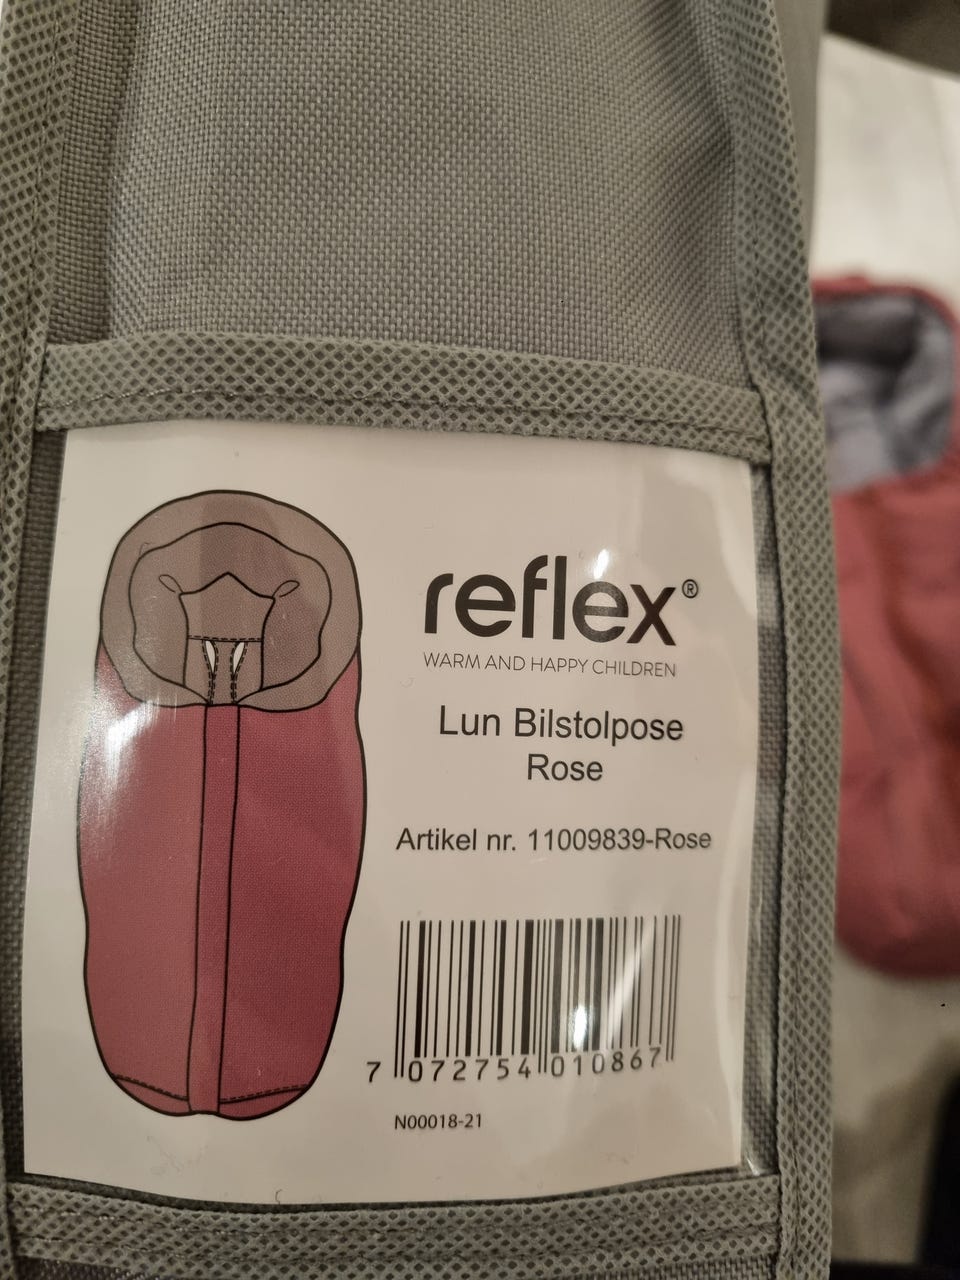 reflex®
WARM AND HAPPY CHILDREN
Lun Bilstolpose
Rose
Artikel nr. 11009839-Rose
7 072754 010867
N00018-21